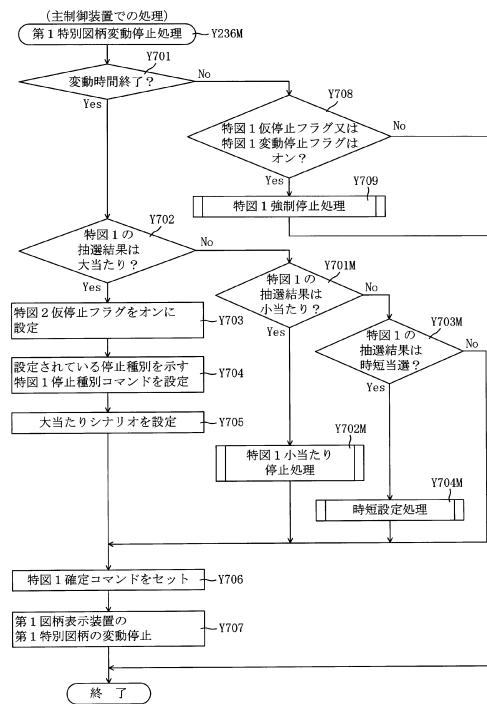 (主制御装置での処理)
第1特別図柄変動停止処理
Y236M
Y701
変動時間終了?
No
Yes
Y708
特図1仮停止フラグ又は
特図1変動停止フラグは
オン?
No
Yes
Y709
特図1強制停止処理
Y702
特図1の
抽選結果は
大当たり?
No
Yes
Y701M
特図1の
抽選結果は
小当たり?
No
Yes
Y703M
特図1の
抽選結果は
時短当選?
No
Yes
特図2仮停止フラグをオンに
設定
Y703
設定されている停止種別を示す
特図1停止種別コマンドを設定
Y704
大当たりシナリオを設定
Y705
Y702M
特図1小当たり
停止処理
Y704M
時短設定処理
特図1確定コマンドをセット
Y706
第1図柄表示装置の
第1特別図柄の変動停止
Y707
終了